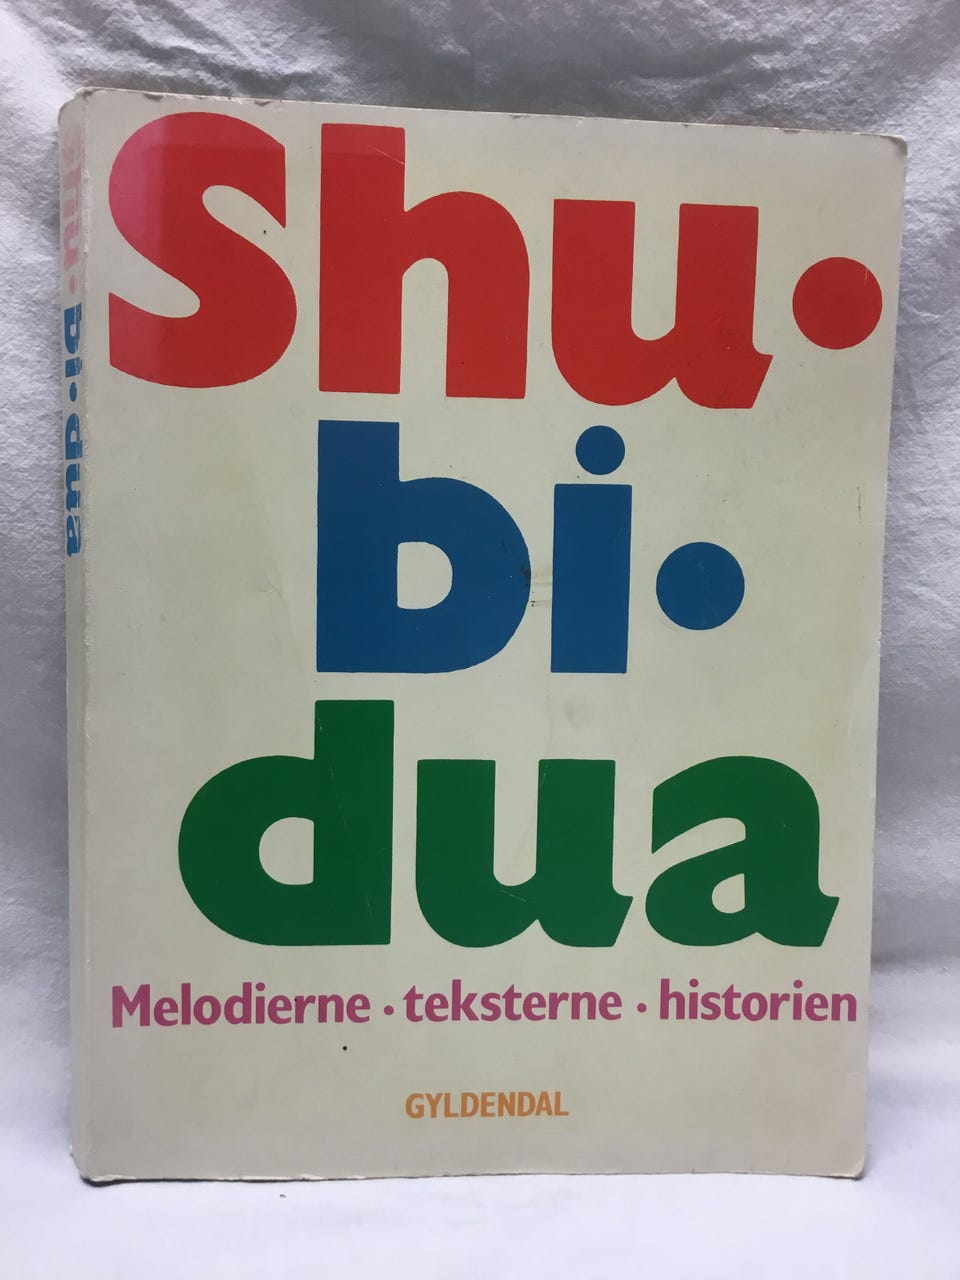 Shu·
bi·
dua
Melodierne · teksterne · historien
GYLDENDAL
Shu·bi·dua